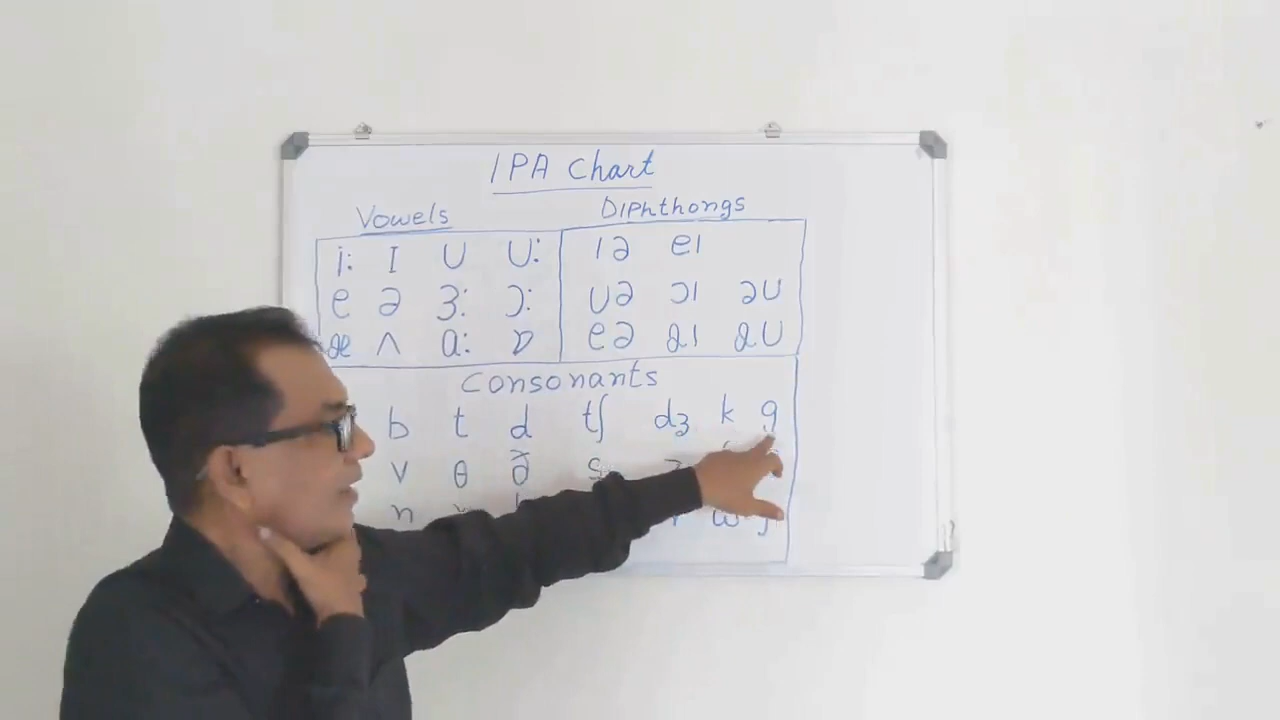 IPA Chart
Vowels
Diphthongs
i: I U U:
e ə ɜ: ɔ:
æ ʌ ɑ: ɒ
ɪə eɪ
ʊə ɔɪ əʊ
eə aɪ aʊ
Consonants
b t d tʃ dʒ k g
v θ ð s
n
w j